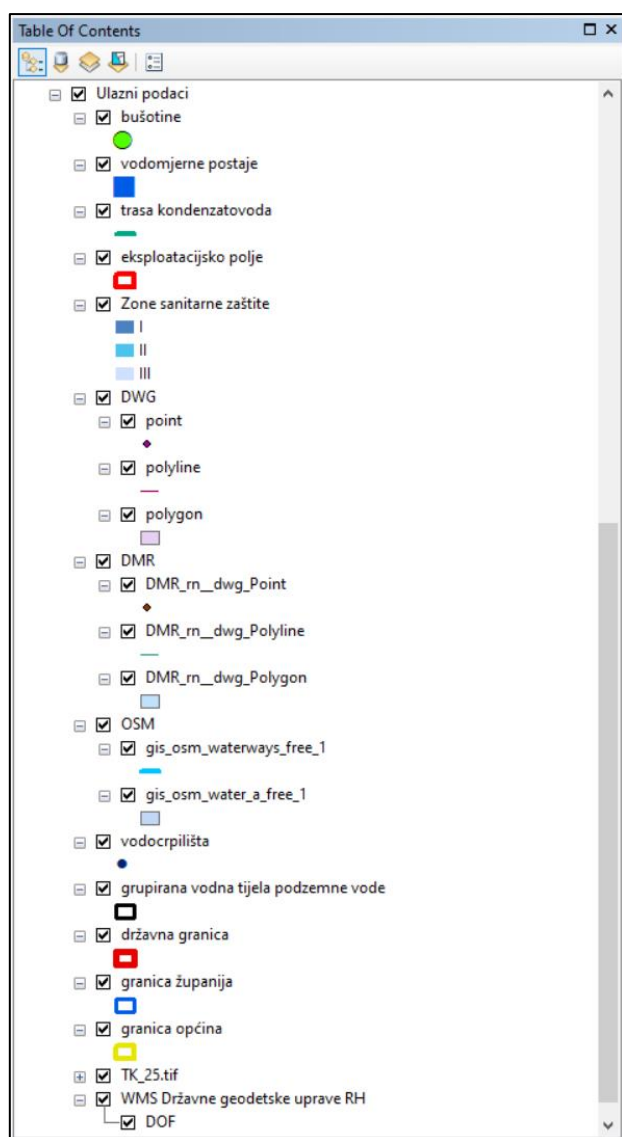 Table Of Contents
Ulazni podaci
bušotine
vodomjerne postaje
trasa kondenzatovoda
eksploatacijsko polje
Zone sanitarne zaštite
I
II
III
DWG
point
polyline
polygon
DMR
DMR_rn__dwg_Point
DMR_rn__dwg_Polyline
DMR_rn__dwg_Polygon
OSM
gis_osm_waterways_free_1
gis_osm_water_a_free_1
vodocrpilišta
grupirana vodna tijela podzemne vode
državna granica
granica županija
granica općina
TK_25.tif
WMS Državne geodetske uprave RH
DOF